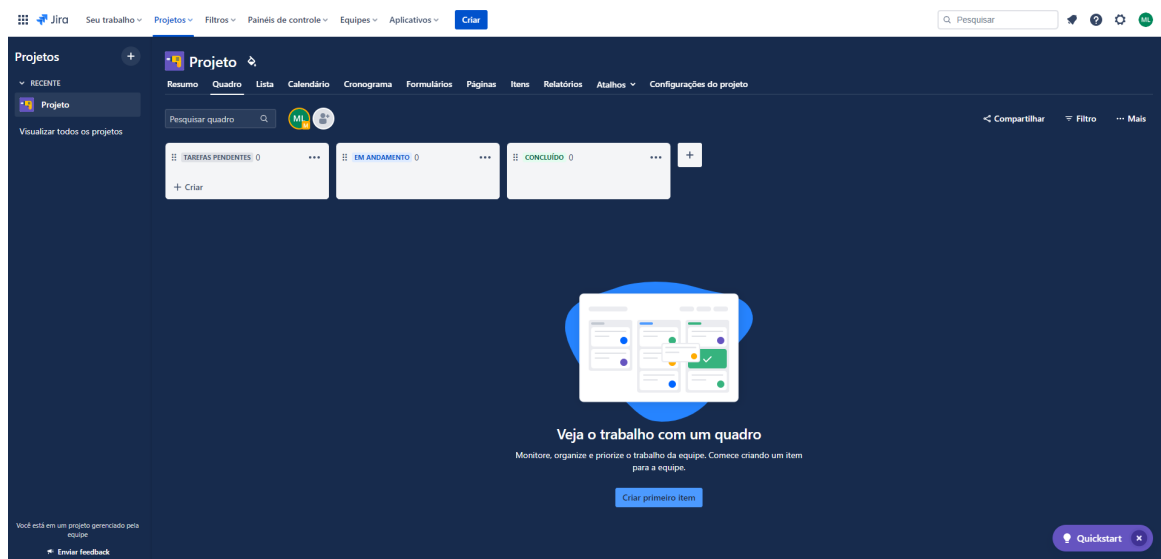 Jira Seu trabalho Projetos Filtros Painéis de controle Equipes Aplicativos Criar Pesquisar ML
Projetos
RECENTE
Projeto
Visualizar todos os projetos
Projeto
Resumo Quadro Lista Calendário Cronograma Formulários Páginas Itens Relatórios Atalhos Configurações do projeto
Pesquisar quadro ML Compartilhar Filtro Mais
TAREFAS PENDENTES 0 EM ANDAMENTO 0 CONCLUÍDO 0
+ Criar
Veja o trabalho com um quadro
Monitore, organize e priorize o trabalho da equipe. Comece criando um item
para a equipe.
Criar primeiro item
Você está em um projeto gerenciado pela
equipe
Enviar feedback
Quickstart